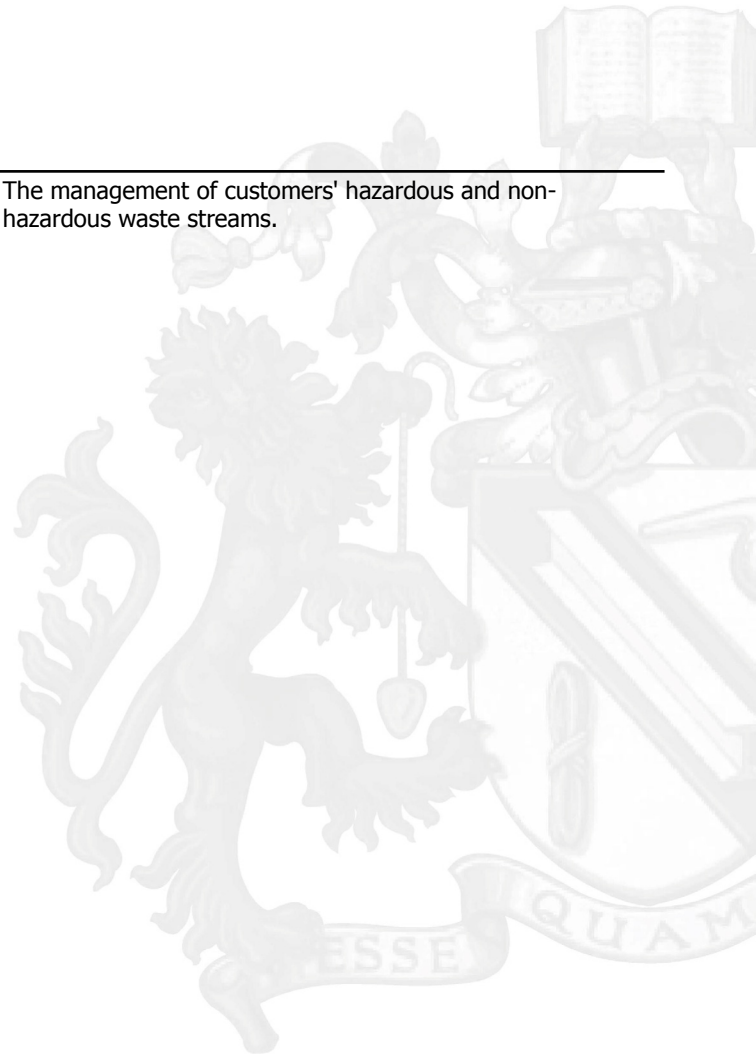 The management of customers' hazardous and non-
hazardous waste streams.
ESSE
QUAM